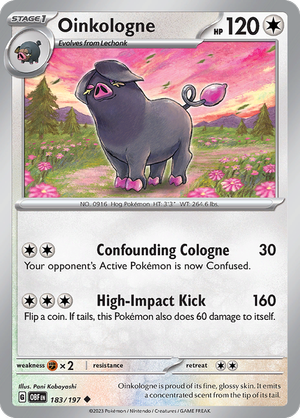 STAGE 1
Oinkologne
HP 120
Evolves from Lechonk
NO. 0916 Hog Pokémon HT: 3'3" WT: 264.6 lbs.
Confounding Cologne 30
Your opponent's Active Pokémon is now Confused.
High-Impact Kick 160
Flip a coin. If tails, this Pokémon also does 60 damage to itself.
weakness ×2 resistance retreat
Illus. Pani Kobayashi
G OBF EN 183/197
Oinkologne is proud of its fine, glossy skin. It emits
a concentrated scent from the tip of its tail.
©2023 Pokémon / Nintendo / Creatures / GAME FREAK